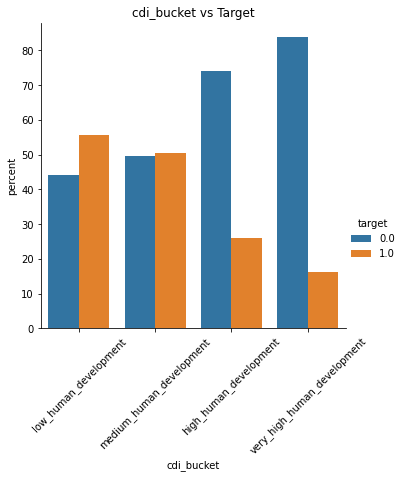 cdi_bucket vs Target
percent
80
70
60
50
40
30
20
10
0
low_human_development
medium_human_development
high_human_development
very_high_human_development
cdi_bucket
target
0.0
1.0